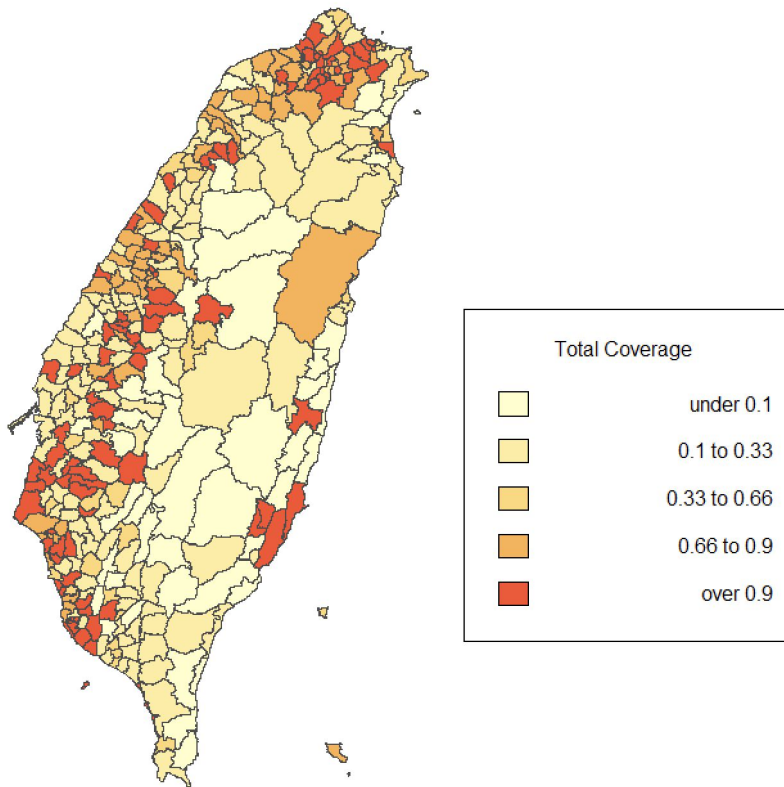 Total Coverage
under 0.1
0.1 to 0.33
0.33 to 0.66
0.66 to 0.9
over 0.9